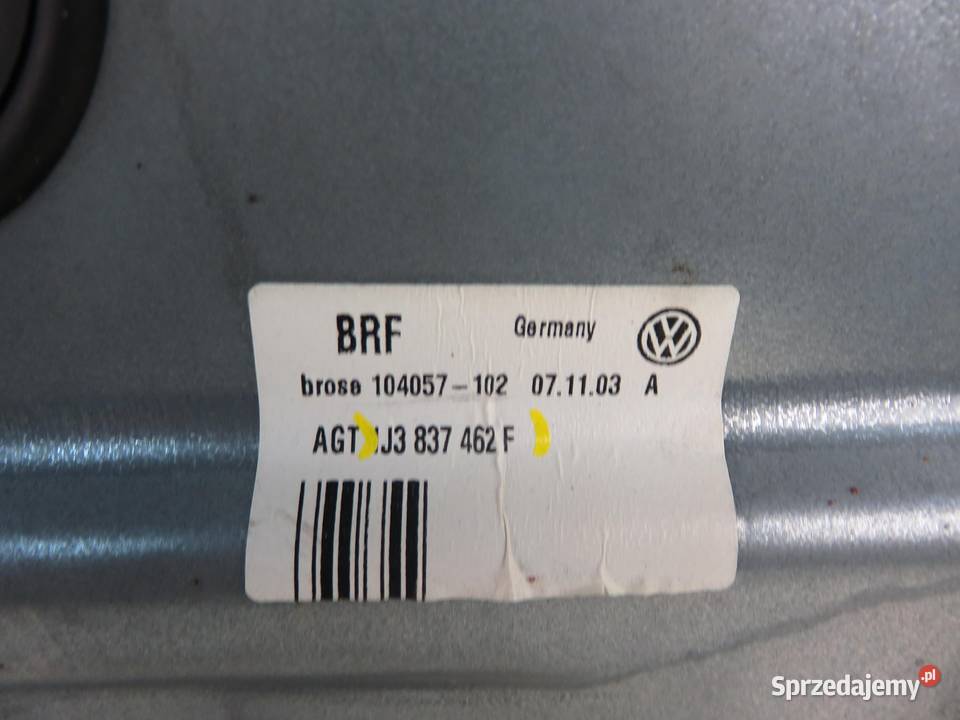 BRF Germany
brose 104057-102 07.11.03 A
AGT 1J3 837 462 F
Sprzedajemy.pl